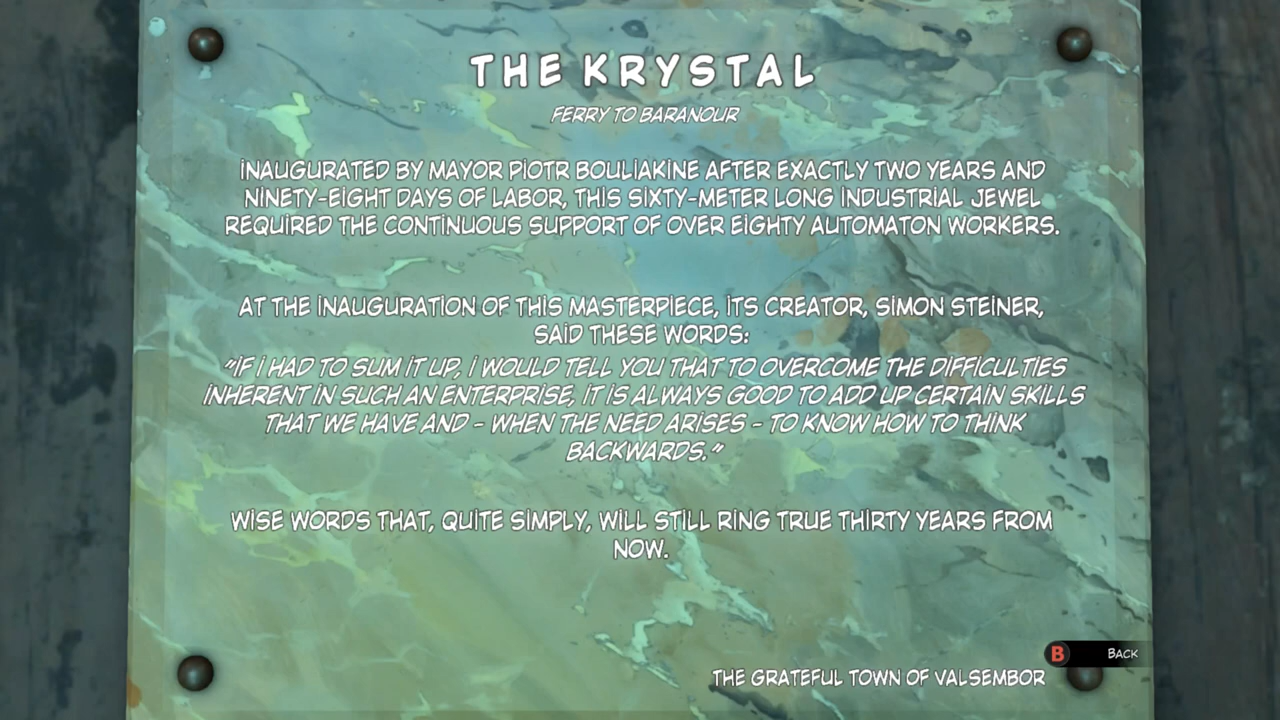 THE KRYSTAL
FERRY TO BARANOUR
INAUGURATED BY MAYOR PIOTR BOULIAKINE AFTER EXACTLY TWO YEARS AND
NINETY-EIGHT DAYS OF LABOR, THIS SIXTY-METER LONG INDUSTRIAL JEWEL
REQUIRED THE CONTINUOUS SUPPORT OF OVER EIGHTY AUTOMATON WORKERS.
AT THE INAUGURATION OF THIS MASTERPIECE, ITS CREATOR, SIMON STEINER,
SAID THESE WORDS:
"IF I HAD TO SUM IT UP, I WOULD TELL YOU THAT TO OVERCOME THE DIFFICULTIES
INHERENT IN SUCH AN ENTERPRISE, IT IS ALWAYS GOOD TO ADD UP CERTAIN SKILLS
THAT WE HAVE AND - WHEN THE NEED ARISES - TO KNOW HOW TO THINK
BACKWARDS."
WISE WORDS THAT, QUITE SIMPLY, WILL STILL RING TRUE THIRTY YEARS FROM
NOW.
B BACK
THE GRATEFUL TOWN OF VALSEMBOR